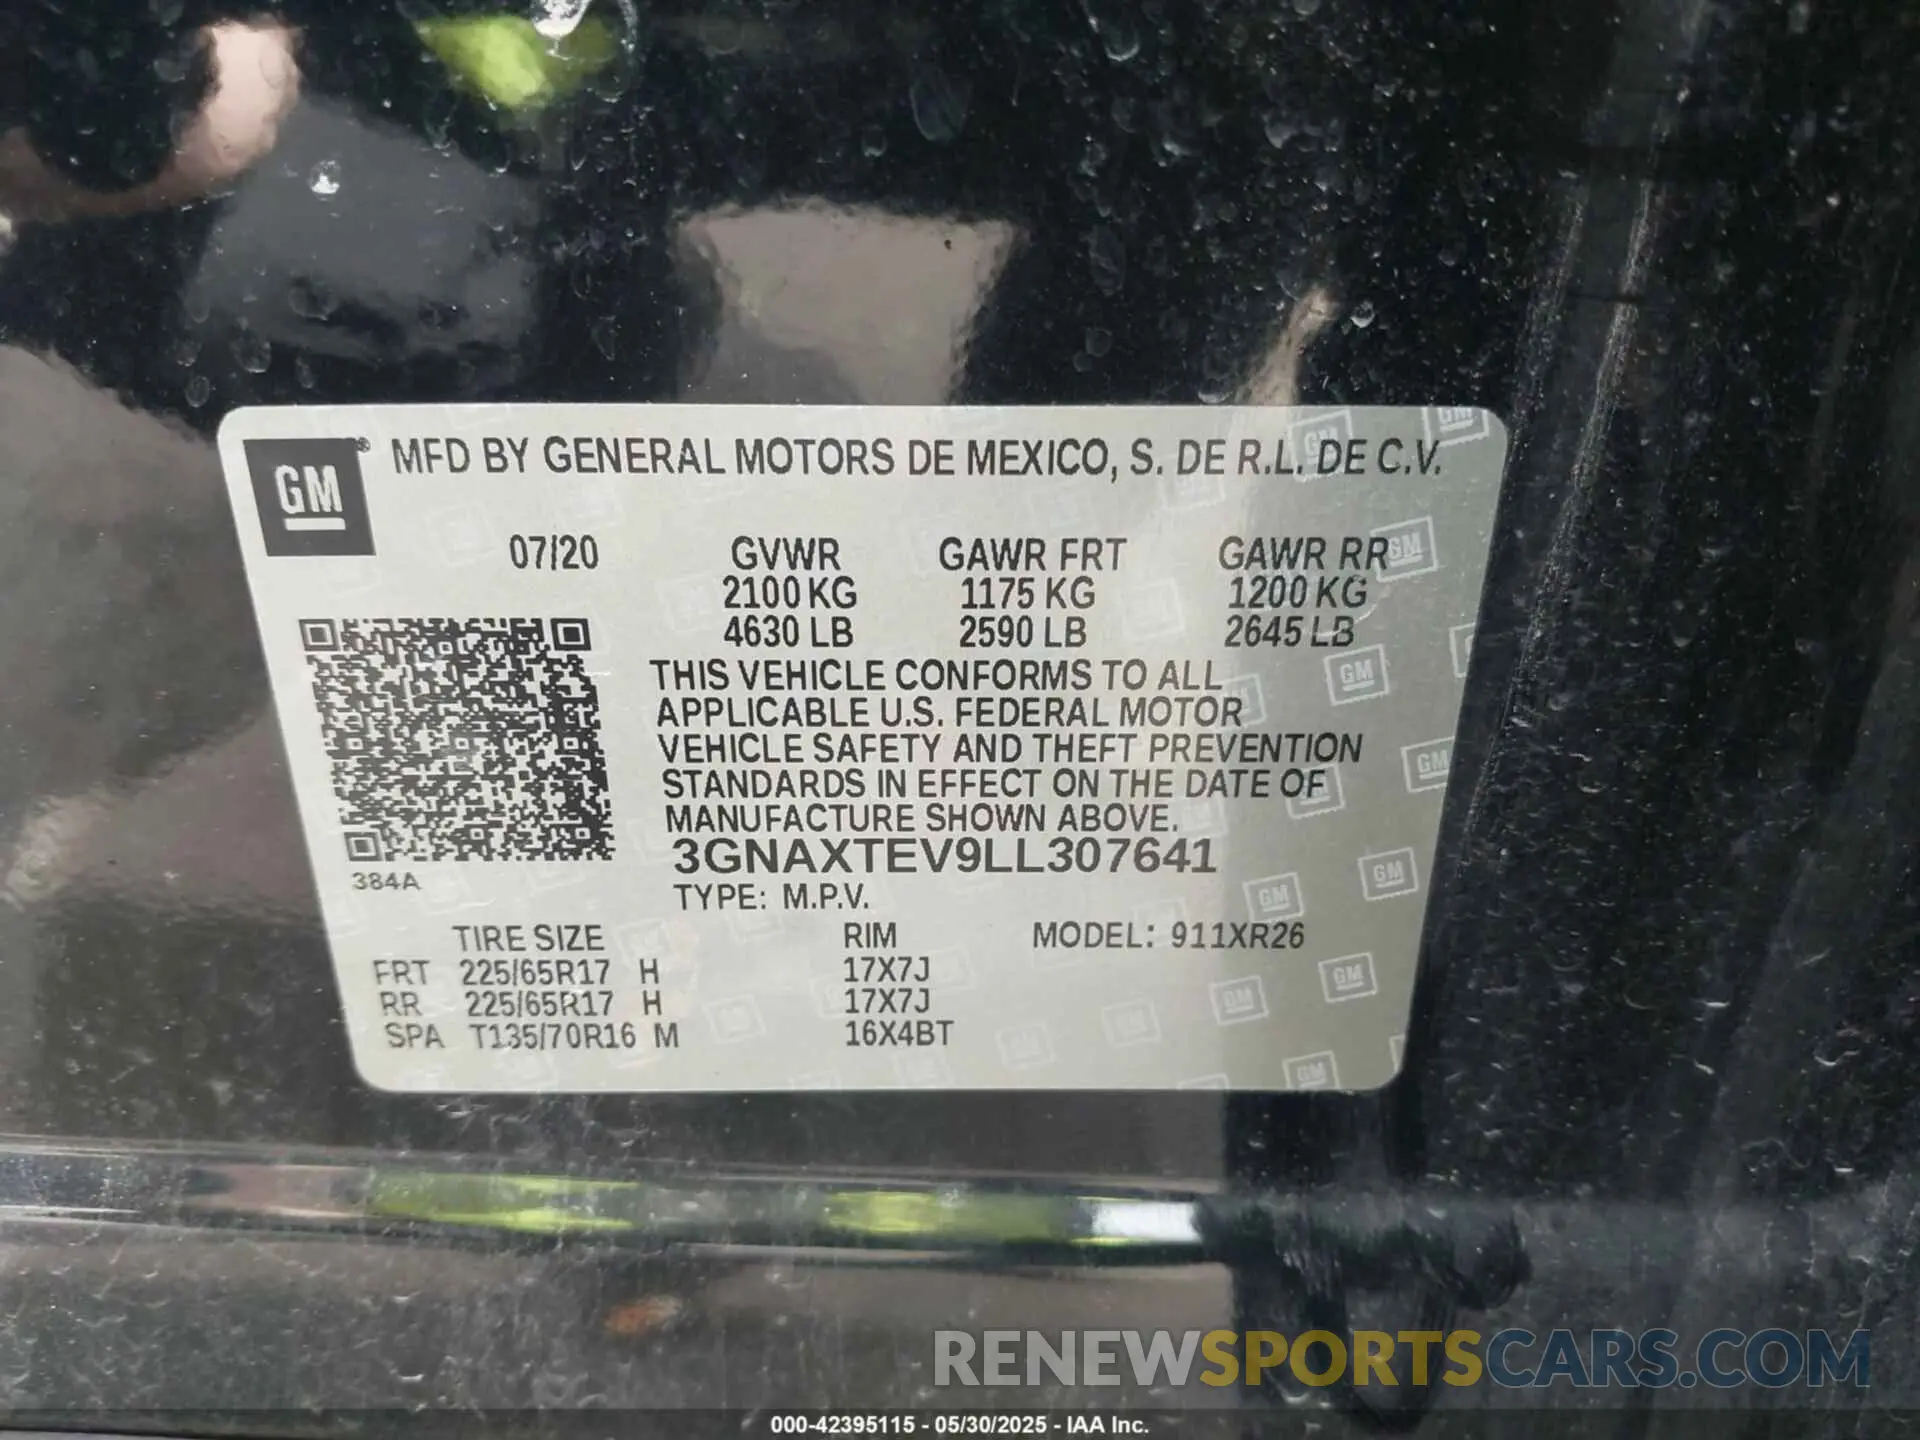 GM ® MFD BY GENERAL MOTORS DE MEXICO, S. DE R.L. DE C.V.
07/20 GVWR GAWR FRT GAWR RR
2100 KG 1175 KG 1200 KG
4630 LB 2590 LB 2645 LB
THIS VEHICLE CONFORMS TO ALL
APPLICABLE U.S. FEDERAL MOTOR
VEHICLE SAFETY AND THEFT PREVENTION
STANDARDS IN EFFECT ON THE DATE OF
MANUFACTURE SHOWN ABOVE.
3GNAXTEV9LL307641
384A
TYPE: M.P.V.
TIRE SIZE RIM MODEL: 911XR26
FRT 225/65R17 H 17X7J
RR 225/65R17 H 17X7J
SPA T135/70R16 M 16X4BT
RENEWSPORTSCARS.COM
000-42395115 - 05/30/2025 - IAA Inc.